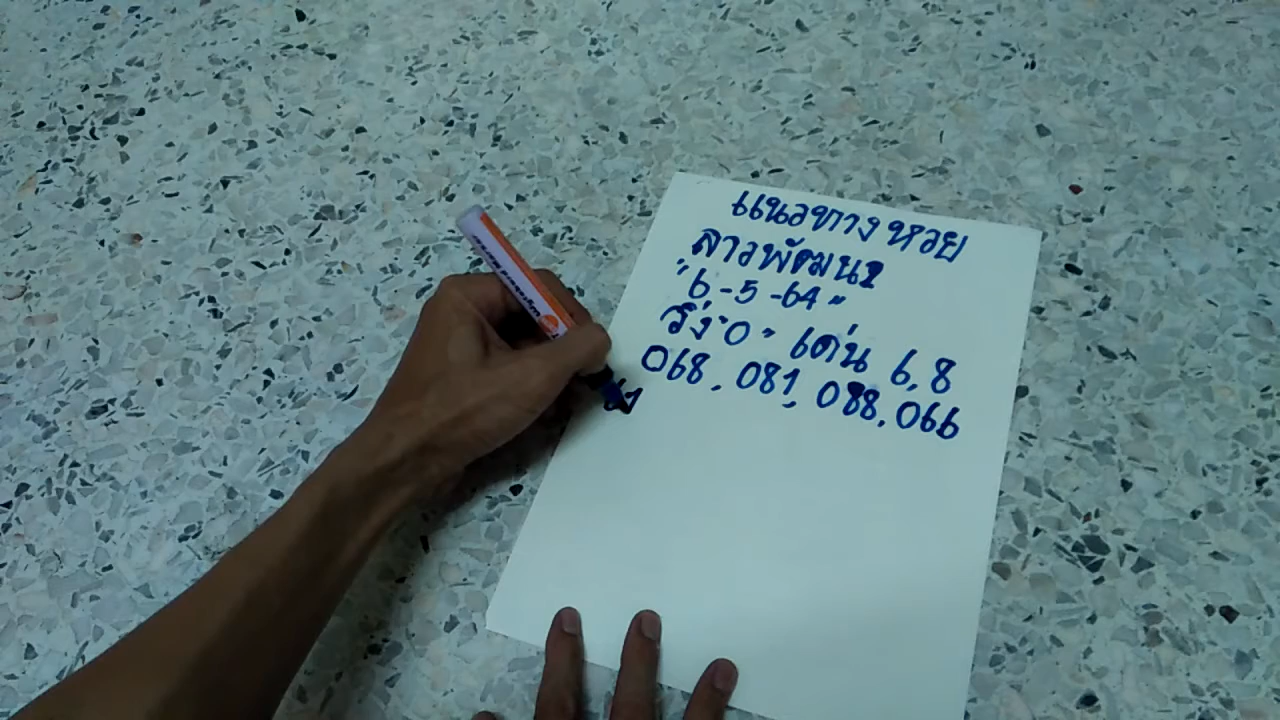 แนวทางหวย
ลาวพัฒนา
"6-5-64"
วิ่ง "0" เด่น 6,8
068, 081, 088, 066